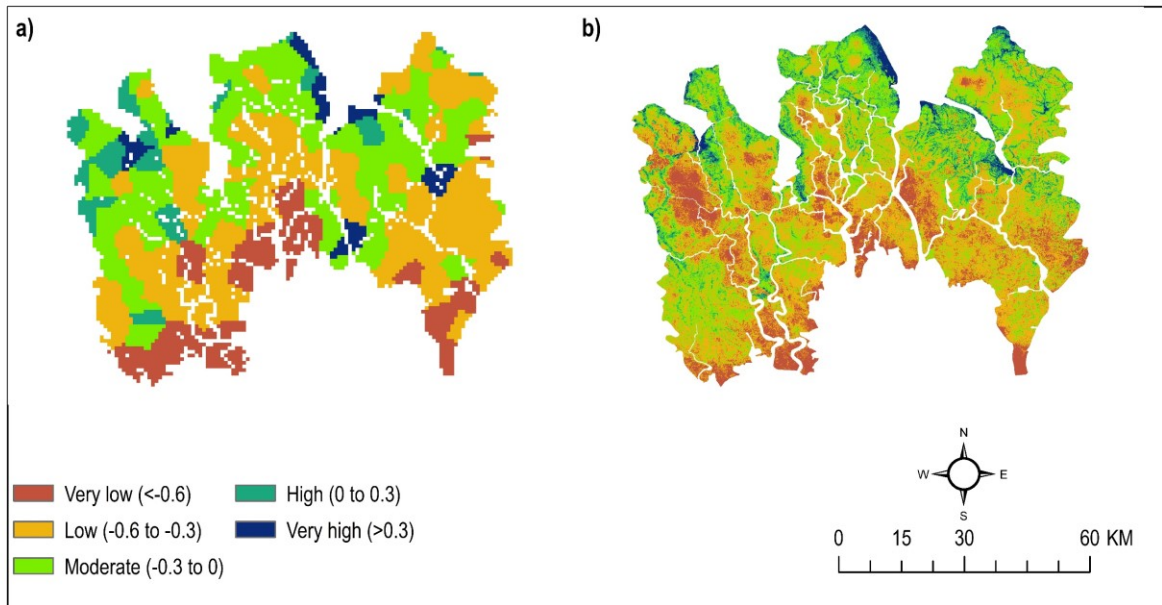 a)
b)
Very low (<-0.6)
High (0 to 0.3)
Low (-0.6 to -0.3)
Very high (>0.3)
Moderate (-0.3 to 0)
N
W E
S
0 15 30 60 KM